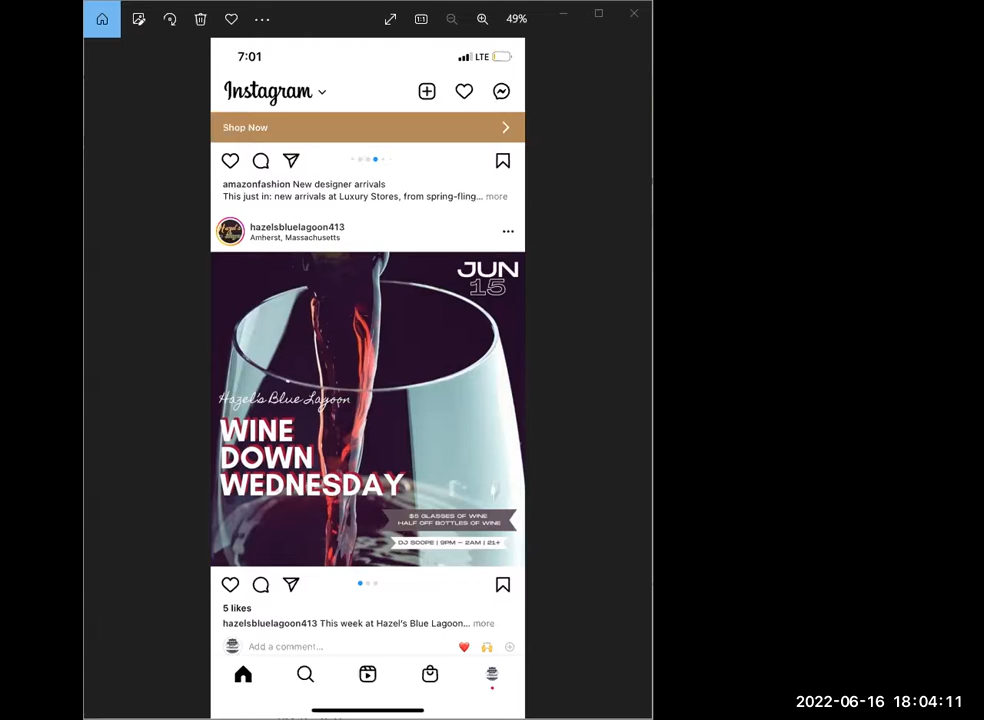 49%
7:01
LTE
Instagram
Shop Now
amazonfashion New designer arrivals
This just in: new arrivals at Luxury Stores, from spring-fling... more
hazelsbluelagoon413
Amherst, Massachusetts
JUN
15
Hazel's Blue Lagoon
WINE
DOWN
WEDNESDAY
$5 GLASSES OF WINE
HALF OFF BOTTLES OF WINE
DJ SCOPE | 9PM – 2AM | 21+
5 likes
hazelsbluelagoon413 This week at Hazel's Blue Lagoon... more
Add a comment...
2022-06-16 18:04:11